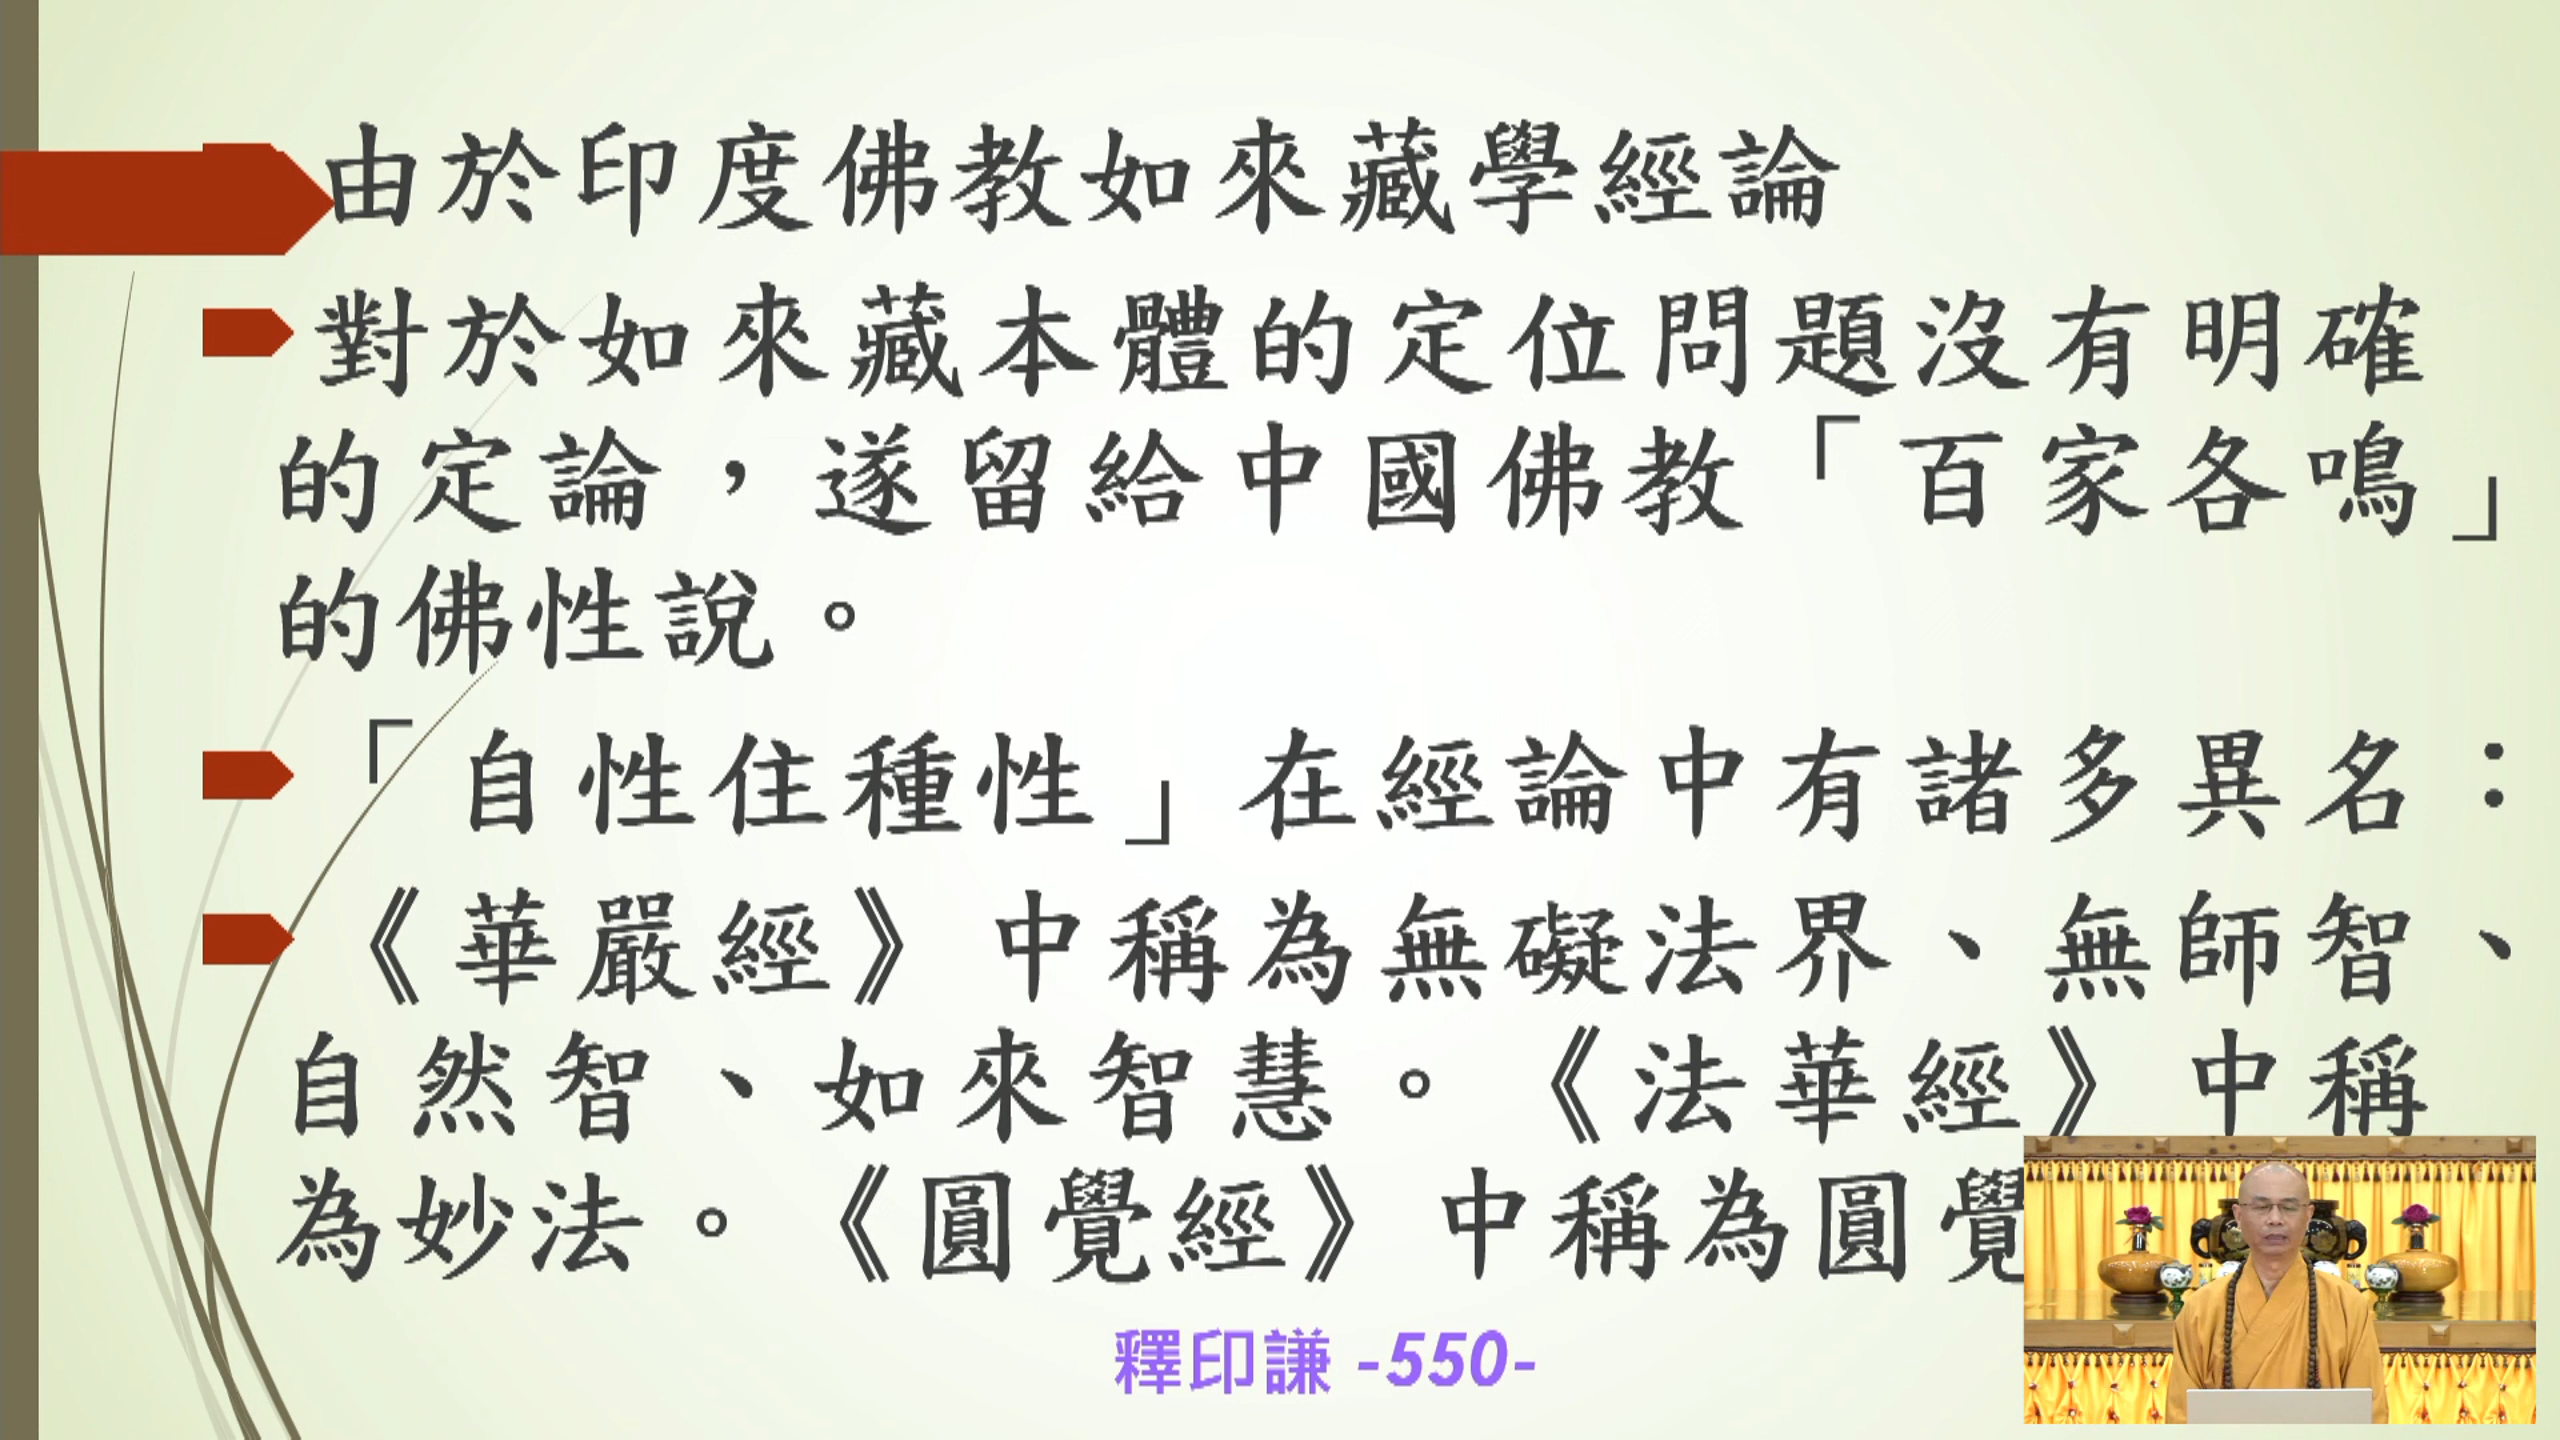 由於印度佛教如來藏學經論
對於如來藏本體的定位問題沒有明確
的定論，遂留給中國佛教「百家各鳴」
的佛性說。
「自性住種性」在經論中有諸多異名：
《華嚴經》中稱為無礙法界、無師智、
自然智、如來智慧。《法華經》中稱
為妙法。《圓覺經》中稱為圓覺
釋印謙 -550-